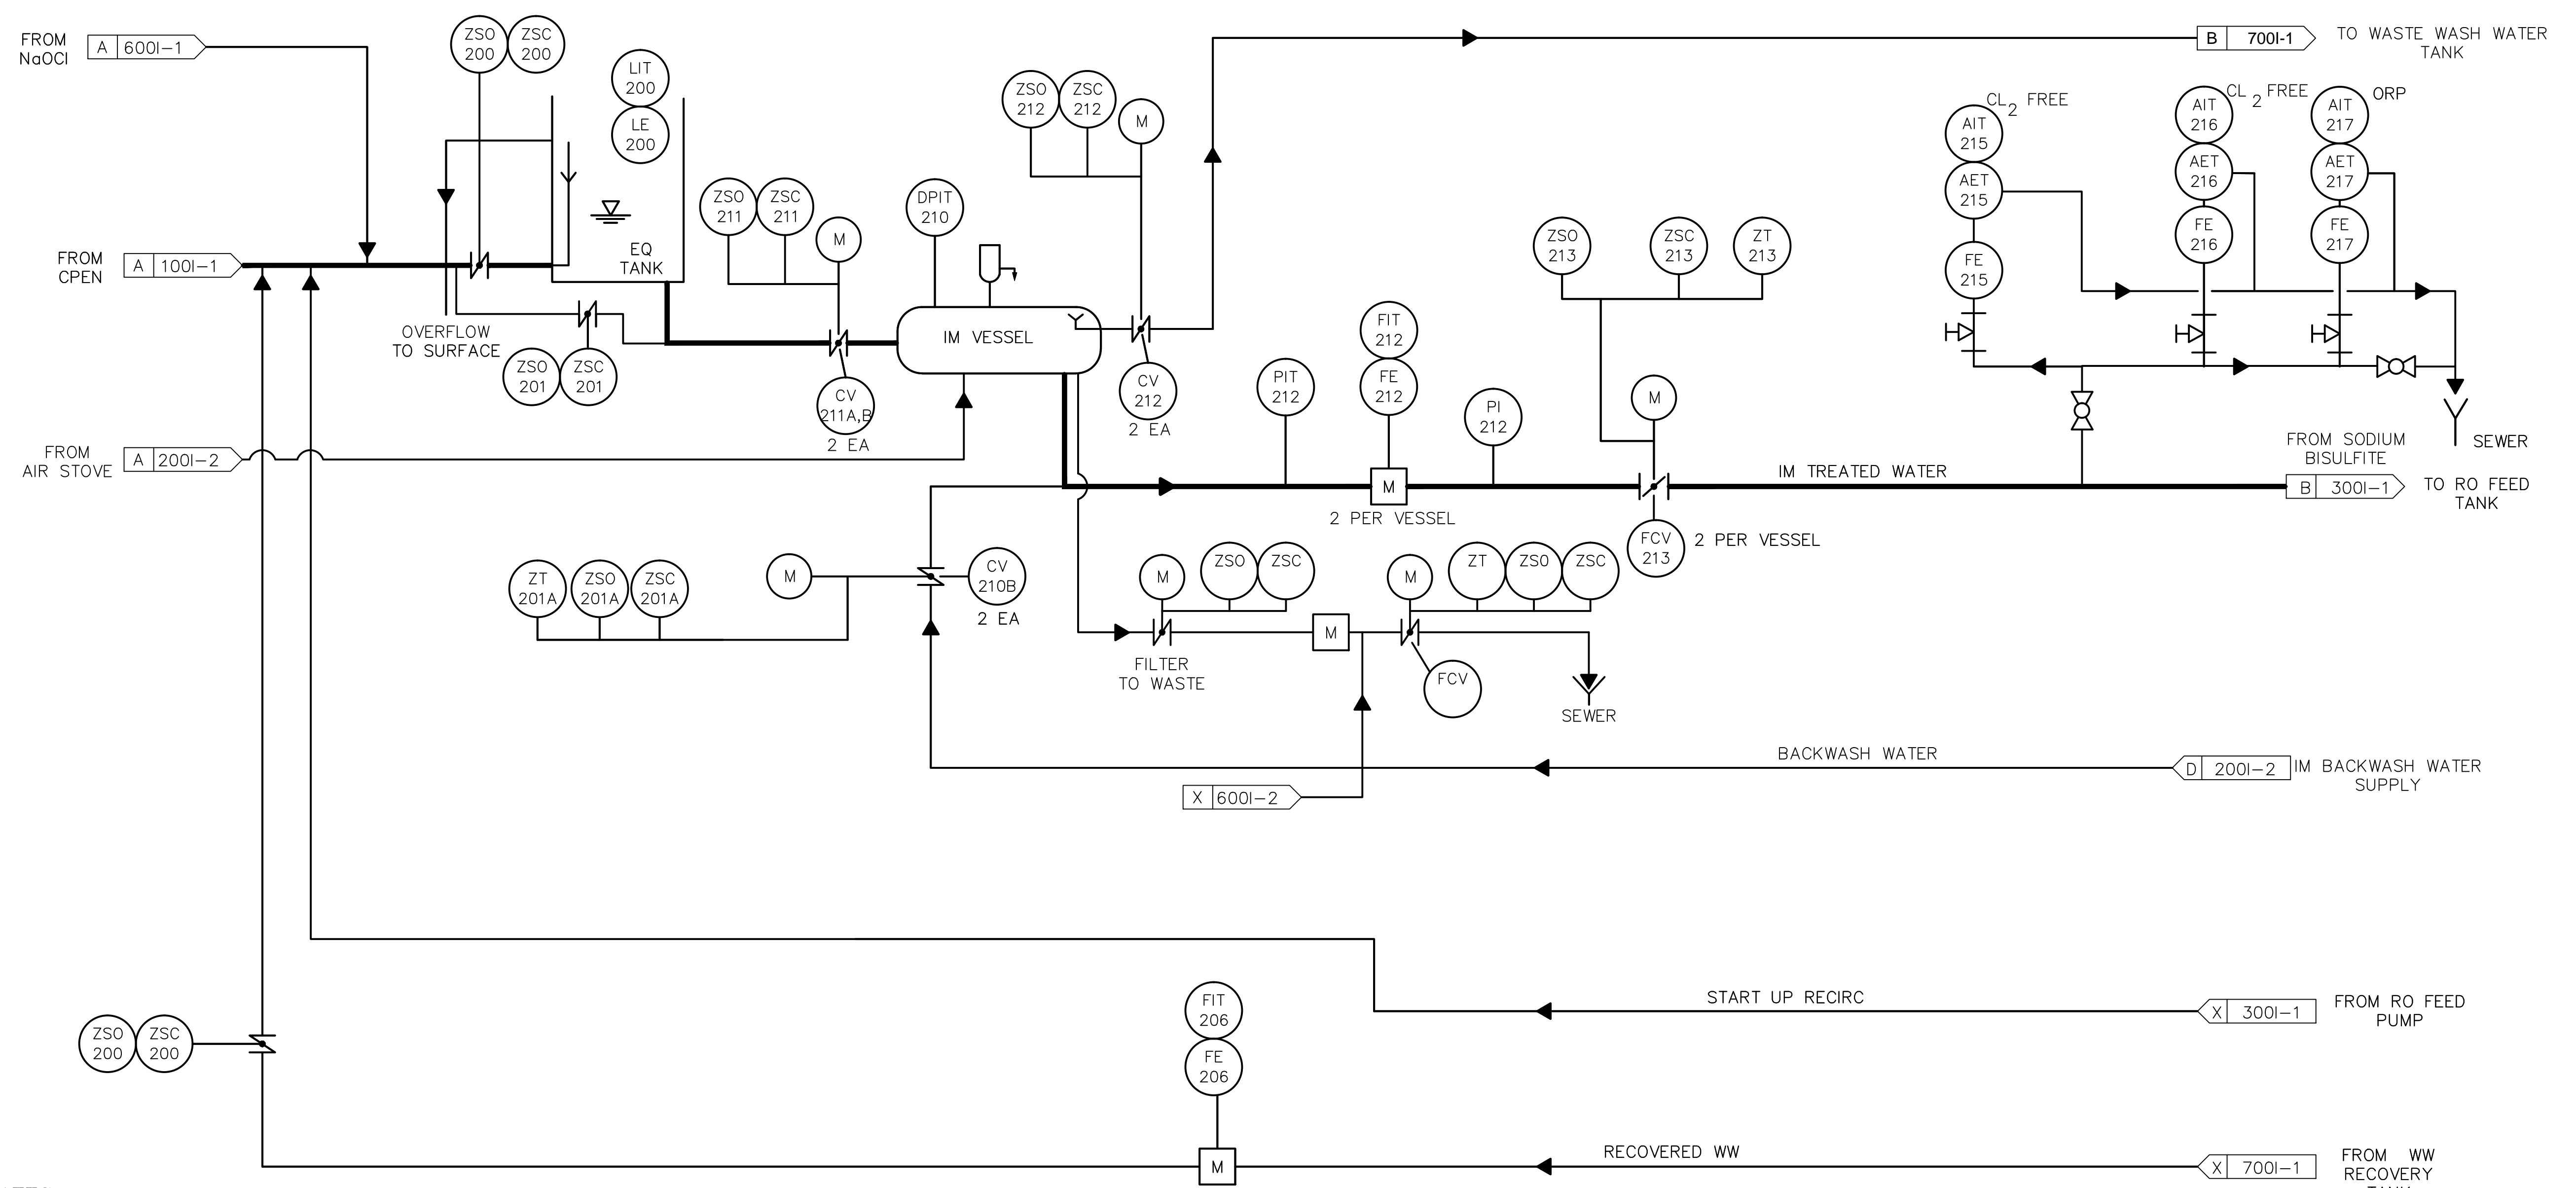 FROM
NaOCl
A 600I-1
ZSO
200
ZSC
200
LIT
200
LE
200
B 700I-1
TO WASTE WASH WATER
TANK
ZSO
212
ZSC
212
M
CL2 FREE
AIT
215
AET
215
FE
215
CL2 FREE
AIT
216
AET
216
FE
216
ORP
AIT
217
AET
217
FE
217
ZSO
211
ZSC
211
M
DPIT
210
FROM
CPEN
A 100I-1
EQ
TANK
ZSO
213
ZSC
213
ZT
213
OVERFLOW
TO SURFACE
ZSO
201
ZSC
201
IM VESSEL
CV
211A,B
2 EA
CV
212
2 EA
PIT
212
FIT
212
FE
212
M
2 PER VESSEL
PI
212
M
FCV
213
2 PER VESSEL
IM TREATED WATER
SEWER
FROM SODIUM
BISULFITE
B 300I-1
TO RO FEED
TANK
FROM
AIR STOVE
A 200I-2
ZT
201A
ZSO
201A
ZSC
201A
M
CV
210B
2 EA
M
ZSO
ZSC
M
ZT
ZSO
ZSC
FILTER
TO WASTE
M
FCV
SEWER
BACKWASH WATER
D 200I-2
IM BACKWASH WATER
SUPPLY
X 600I-2
START UP RECIRC
X 300I-1
FROM RO FEED
PUMP
ZSO
200
ZSC
200
FIT
206
FE
206
M
RECOVERED WW
X 700I-1
FROM WW
RECOVERY